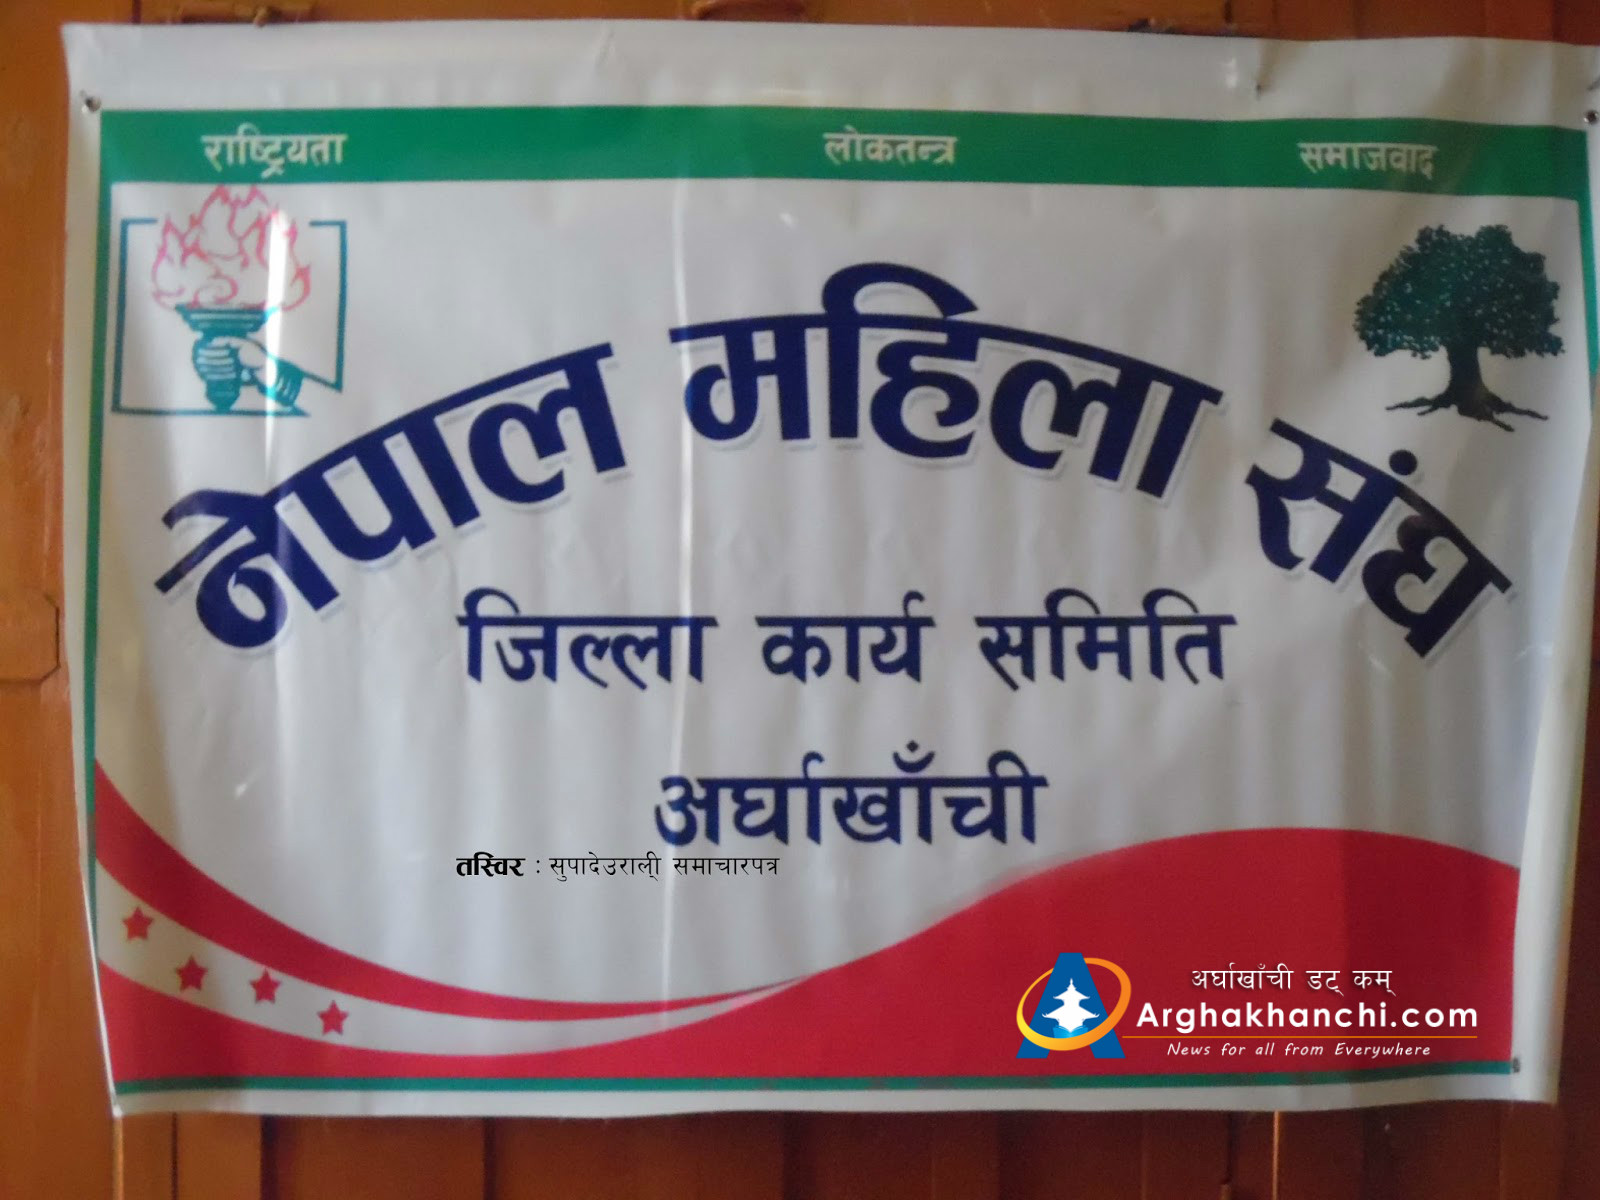 राष्ट्रियता लोकतन्त्र समाजवाद
नेपाल महिला संघ
जिल्ला कार्य समिति
अर्घाखाँची
तस्विर : सुपादेउराली् समाचारपत्र
अर्घाखाँची डट् कम्
Arghakhanchi.com
News for all from Everywhere